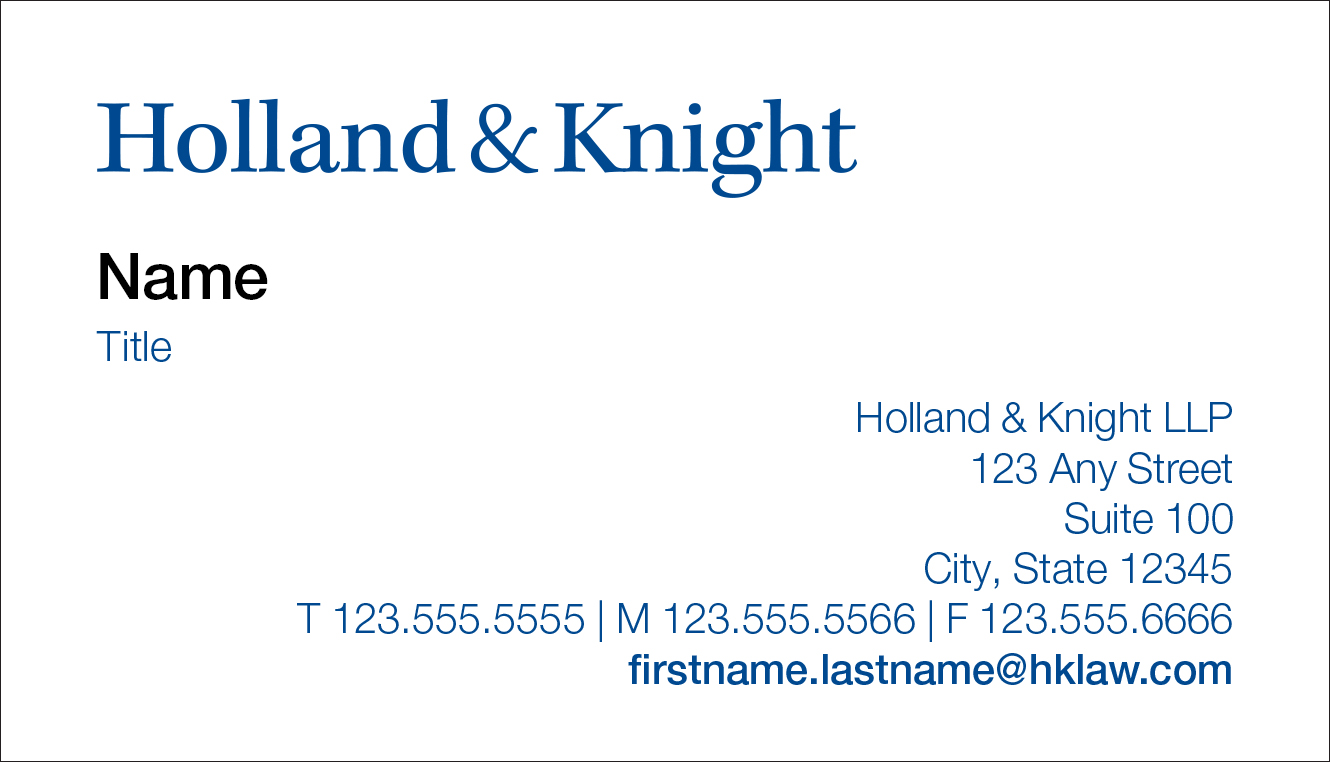 Holland & Knight
Name
Title
Holland & Knight LLP
123 Any Street
Suite 100
City, State 12345
T 123.555.5555 | M 123.555.5566 | F 123.555.6666
firstname.lastname@hklaw.com